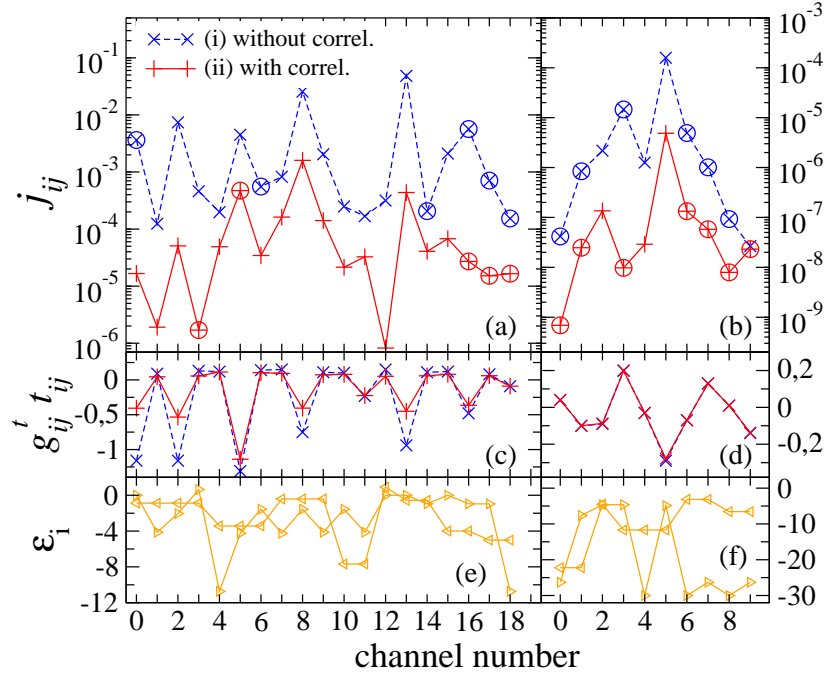 (i) without correl.
(ii) with correl.
10^-1
10^-2
10^-3
10^-4
10^-5
10^-6
j_ij
(a)
10^-3
10^-4
10^-5
10^-6
10^-7
10^-8
10^-9
(b)
0
-0,5
-1
g^t_ij t_ij
(c)
0,2
0
-0,2
(d)
0
-4
-8
-12
ε_i
(e)
0
-10
-20
-30
(f)
0 2 4 6 8 10 12 14 16 18
0 2 4 6 8
channel number